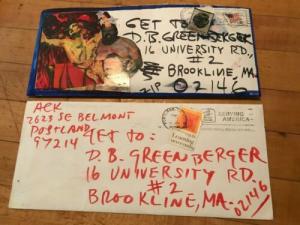 GET TO:
D.B. GREENBERGER
16 UNIVERSITY RD.,
#2
BROOKLINE, MA.
ZIP 02146
ACK
2623 SE BELMONT
PORTLAND
97214
GET TO:
D. B. GREENBERGER
16 UNIVERSITY RD.
#2
BROOKLINE, MA.
02146
SERVING
AMERICA
Learning